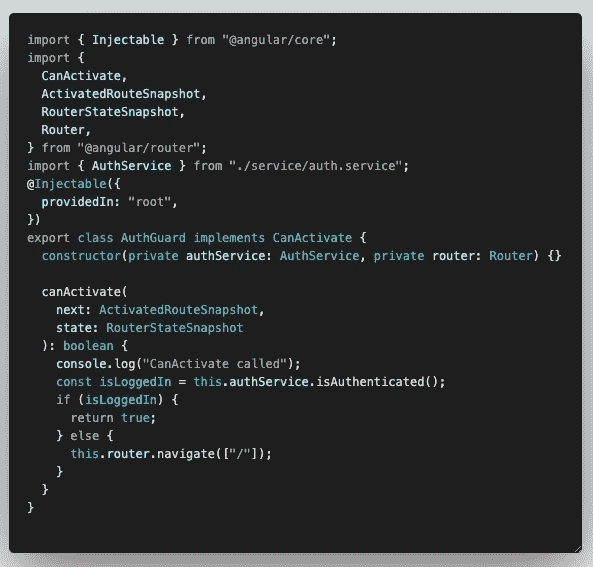 import { Injectable } from "@angular/core";
import {
  CanActivate,
  ActivatedRouteSnapshot,
  RouterStateSnapshot,
  Router,
} from "@angular/router";
import { AuthService } from "./service/auth.service";
@Injectable({
  providedIn: "root",
})
export class AuthGuard implements CanActivate {
  constructor(private authService: AuthService, private router: Router) {}

  canActivate(
    next: ActivatedRouteSnapshot,
    state: RouterStateSnapshot
  ): boolean {
    console.log("CanActivate called");
    const isLoggedIn = this.authService.isAuthenticated();
    if (isLoggedIn) {
      return true;
    } else {
      this.router.navigate(["/"]);
    }
  }
}